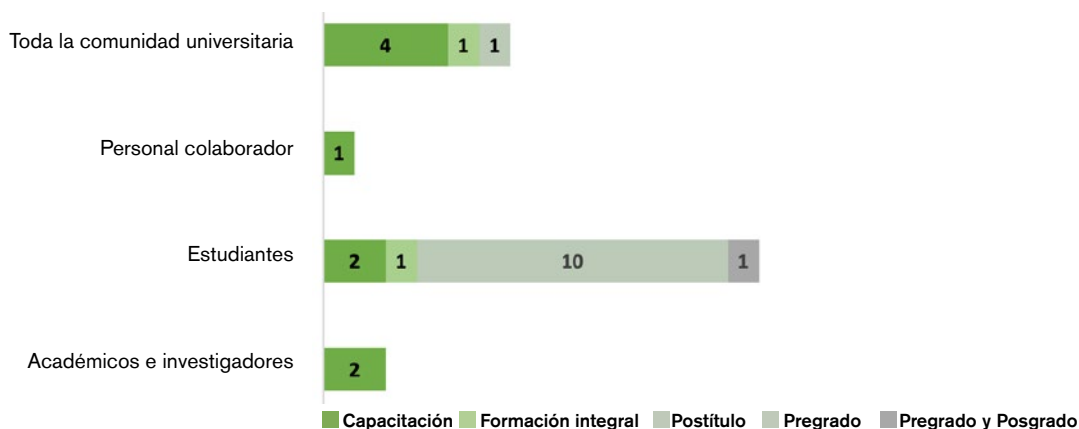 Toda la comunidad universitaria
4 1 1
Personal colaborador
1
Estudiantes
2 1 10 1
Académicos e investigadores
2
Capacitación Formación integral Postítulo Pregrado Pregrado y Posgrado